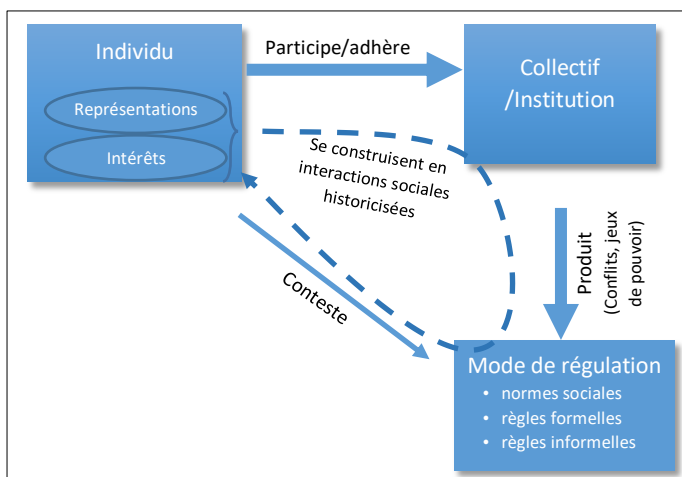 Individu
Représentations
Intérêts
Participe/adhère
Collectif
/Institution
Se construisent en
interactions sociales
historicisées
Conteste
Produit
(Conflits, jeux
de pouvoir)
Mode de régulation
• normes sociales
• règles formelles
• règles informelles